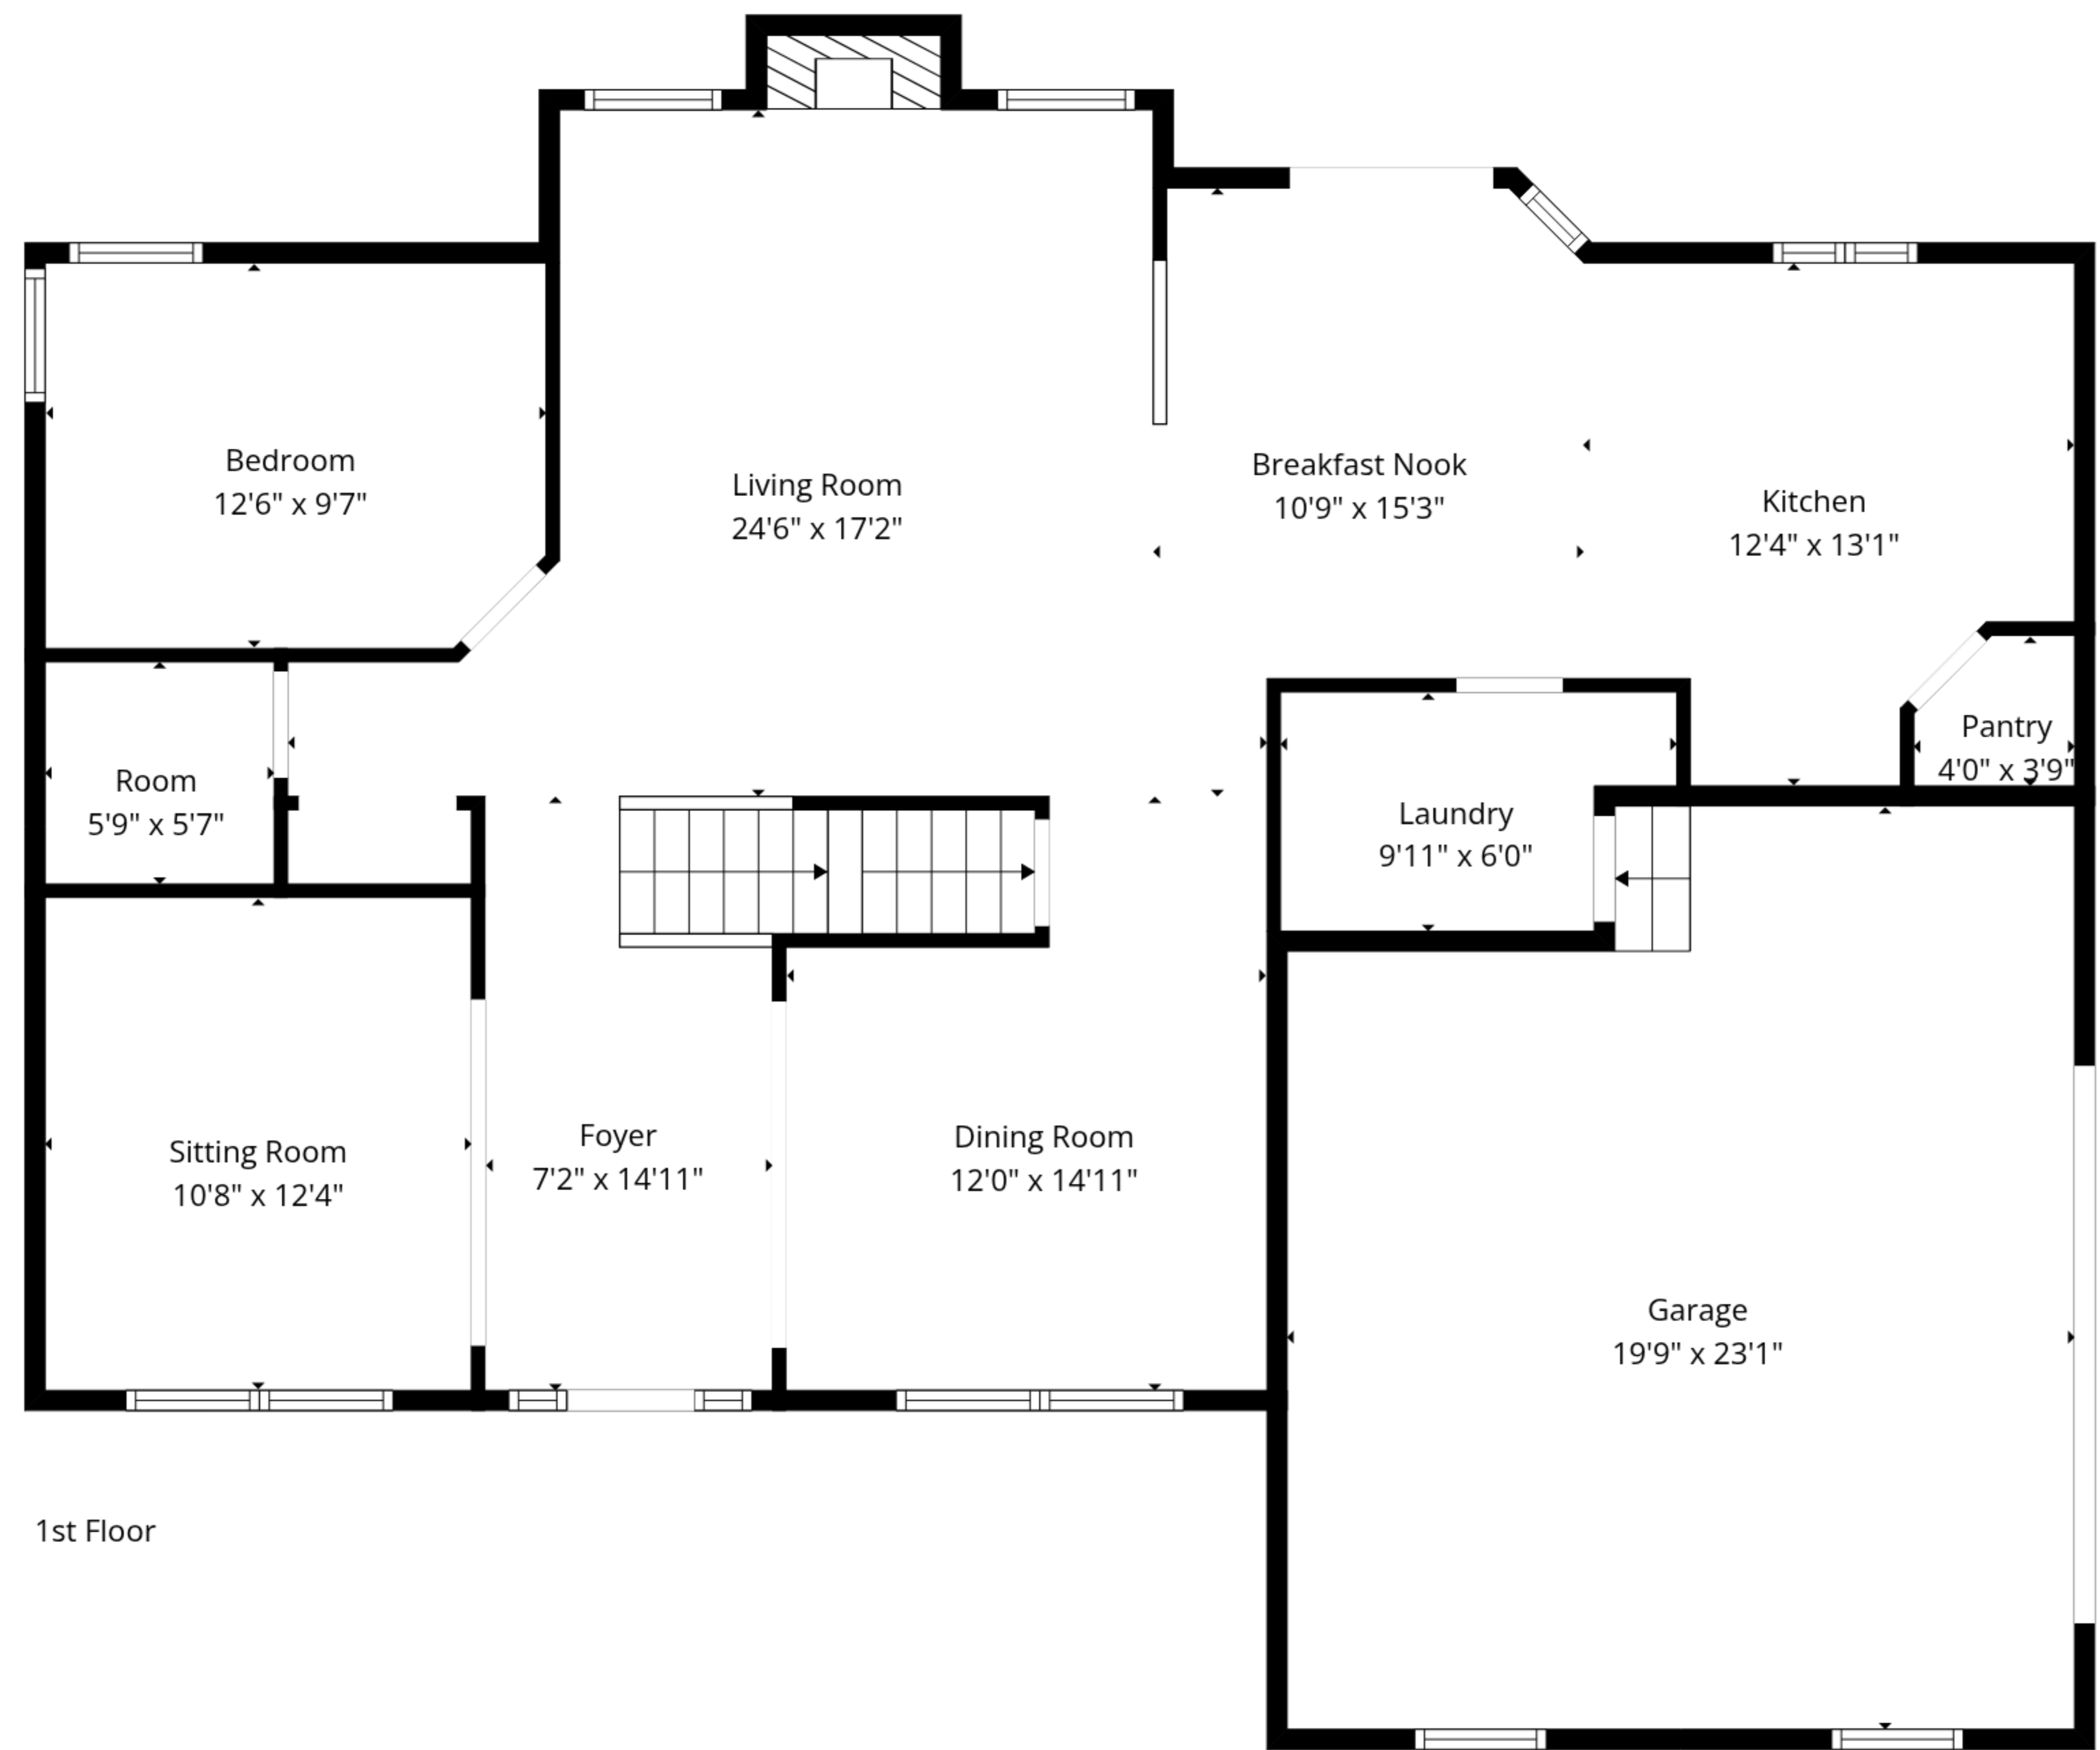 Bedroom
12'6" x 9'7"
Living Room
24'6" x 17'2"
Breakfast Nook
10'9" x 15'3"
Kitchen
12'4" x 13'1"
Room
5'9" x 5'7"
Laundry
9'11" x 6'0"
Pantry
4'0" x 3'9"
Sitting Room
10'8" x 12'4"
Foyer
7'2" x 14'11"
Dining Room
12'0" x 14'11"
Garage
19'9" x 23'1"
1st Floor